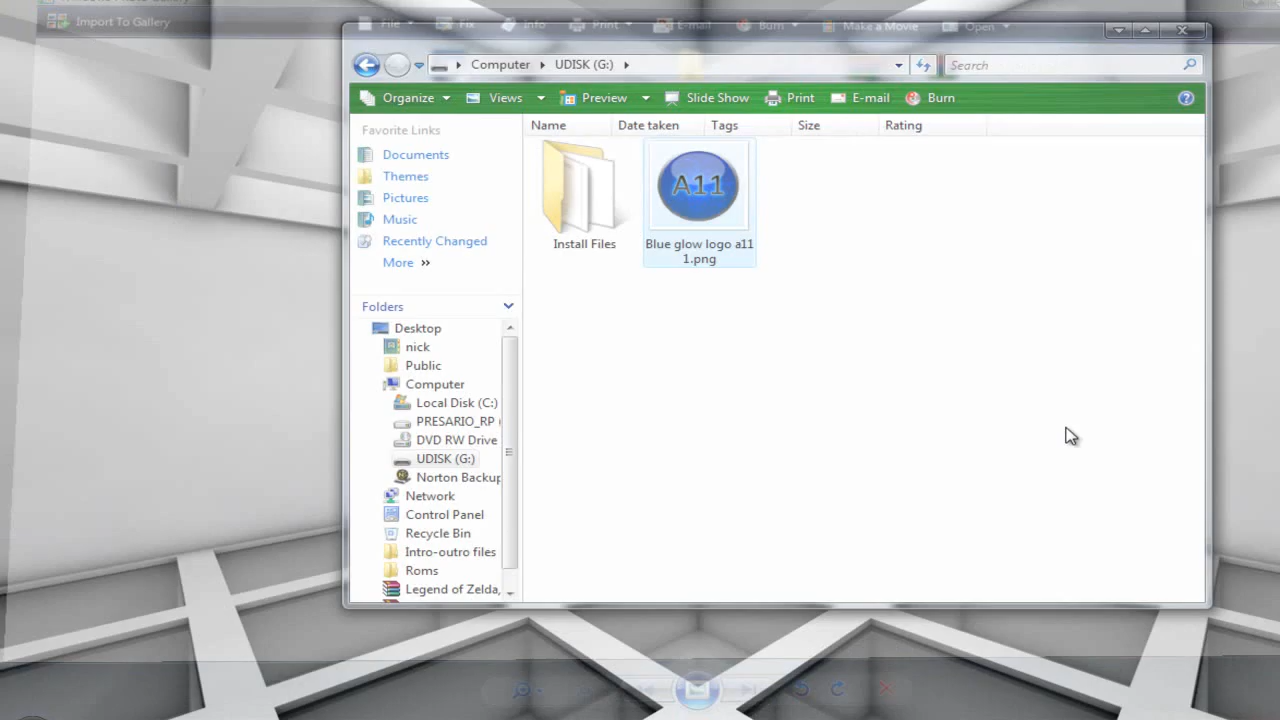 Import To Gallery
File Fix Info Print E-mail Burn Make a Movie Open
Computer UDISK (G:) Search
Organize Views Preview Slide Show Print E-mail Burn
Favorite Links Name Date taken Tags Size Rating
Documents
Themes
Pictures
Music
Recently Changed
More »
A11
Install Files
Blue glow logo a11
1.png
Folders
Desktop
nick
Public
Computer
Local Disk (C:)
PRESARIO_RP (
DVD RW Drive
UDISK (G:)
Norton Backup
Network
Control Panel
Recycle Bin
Intro-outro files
Roms
Legend of Zelda,